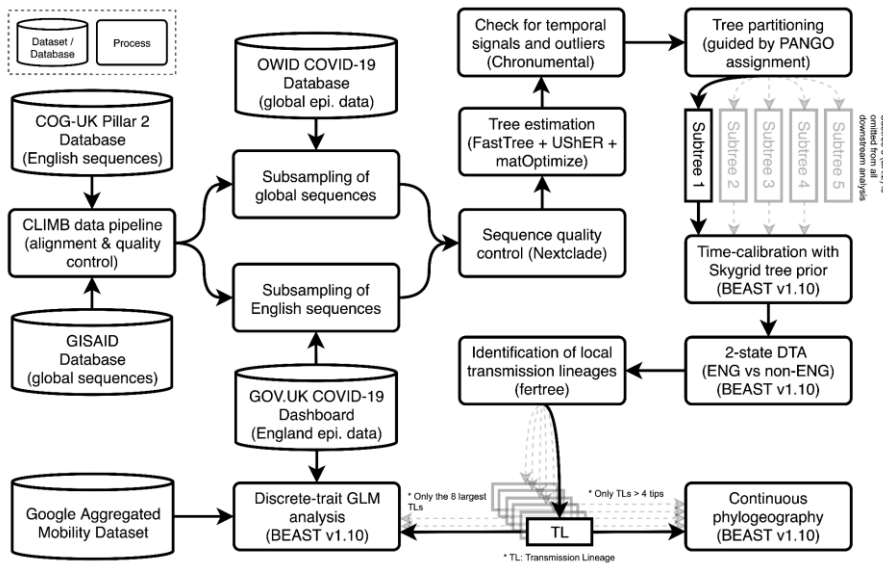 Dataset /
Database
Process
OWID COVID-19
Database
(global epi. data)
Check for temporal
signals and outliers
(Chronumental)
Tree partitioning
(guided by PANGO
assignment)
COG-UK Pillar 2
Database
(English sequences)
Tree estimation
(FastTree + UShER +
matOptimize)
Subtree 1
Subtree 2
Subtree 3
Subtree 4
Subtree 5
omitted from all
downstream analysis
Subsampling of
global sequences
CLIMB data pipeline
(alignment & quality
control)
Sequence quality
control (Nextclade)
Time-calibration with
Skygrid tree prior
(BEAST v1.10)
Subsampling of
English sequences
GISAID
Database
(global sequences)
Identification of local
transmission lineages
(fertree)
2-state DTA
(ENG vs non-ENG)
(BEAST v1.10)
GOV.UK COVID-19
Dashboard
(England epi. data)
Google Aggregated
Mobility Dataset
Discrete-trait GLM
analysis
(BEAST v1.10)
* Only the 8 largest
TLs
* Only TLs > 4 tips
TL
* TL: Transmission Lineage
Continuous
phylogeography
(BEAST v1.10)